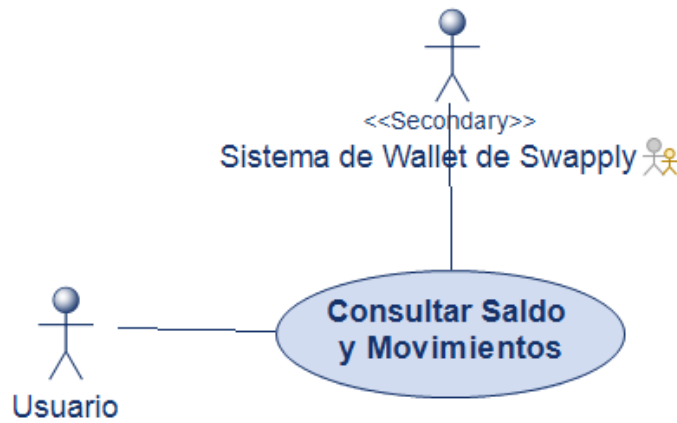 <<Secondary>>
Sistema de Wallet de Swapply
Consultar Saldo
y Movimientos
Usuario